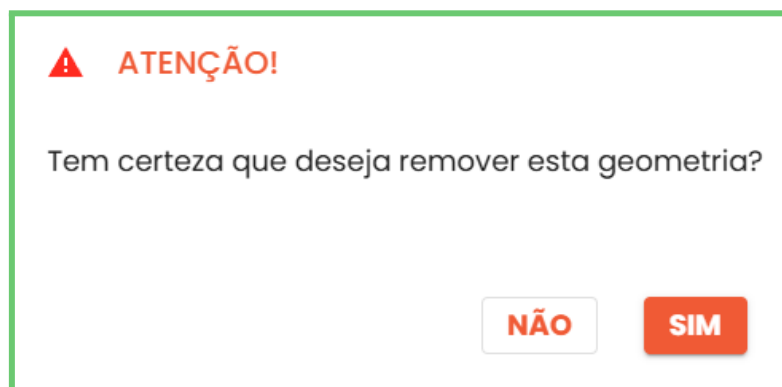 ATENÇÃO!
Tem certeza que deseja remover esta geometria?
NÃO
SIM